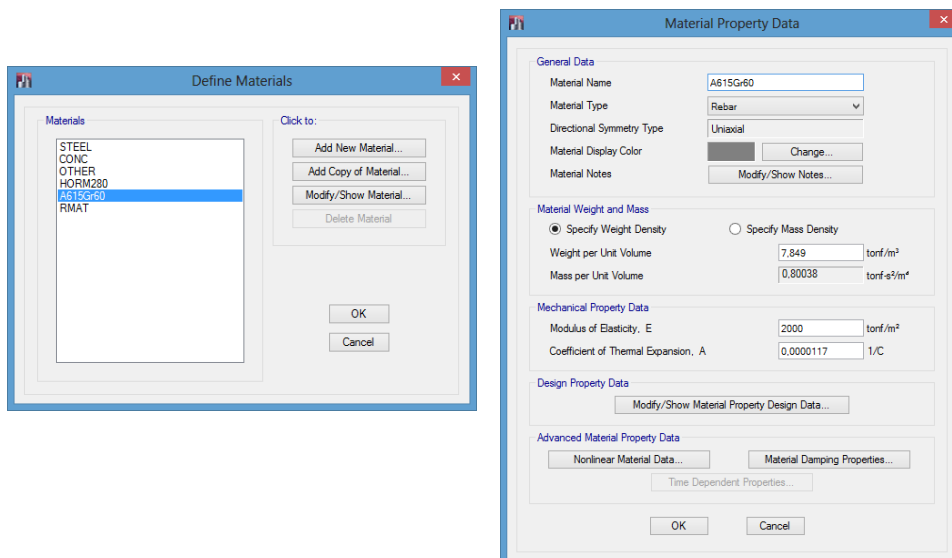 Define Materials
Materials
STEEL
CONC
OTHER
HORM280
A615Gr60
RMAT
Click to:
Add New Material...
Add Copy of Material...
Modify/Show Material...
Delete Material
OK
Cancel
Material Property Data
General Data
Material Name A615Gr60
Material Type Rebar
Directional Symmetry Type Uniaxial
Material Display Color Change...
Material Notes Modify/Show Notes...
Material Weight and Mass
Specify Weight Density Specify Mass Density
Weight per Unit Volume 7,849 tonf/m³
Mass per Unit Volume 0,80038 tonf-s²/m⁴
Mechanical Property Data
Modulus of Elasticity, E 2000 tonf/m²
Coefficient of Thermal Expansion, A 0,0000117 1/C
Design Property Data
Modify/Show Material Property Design Data...
Advanced Material Property Data
Nonlinear Material Data... Material Damping Properties...
Time Dependent Properties...
OK Cancel